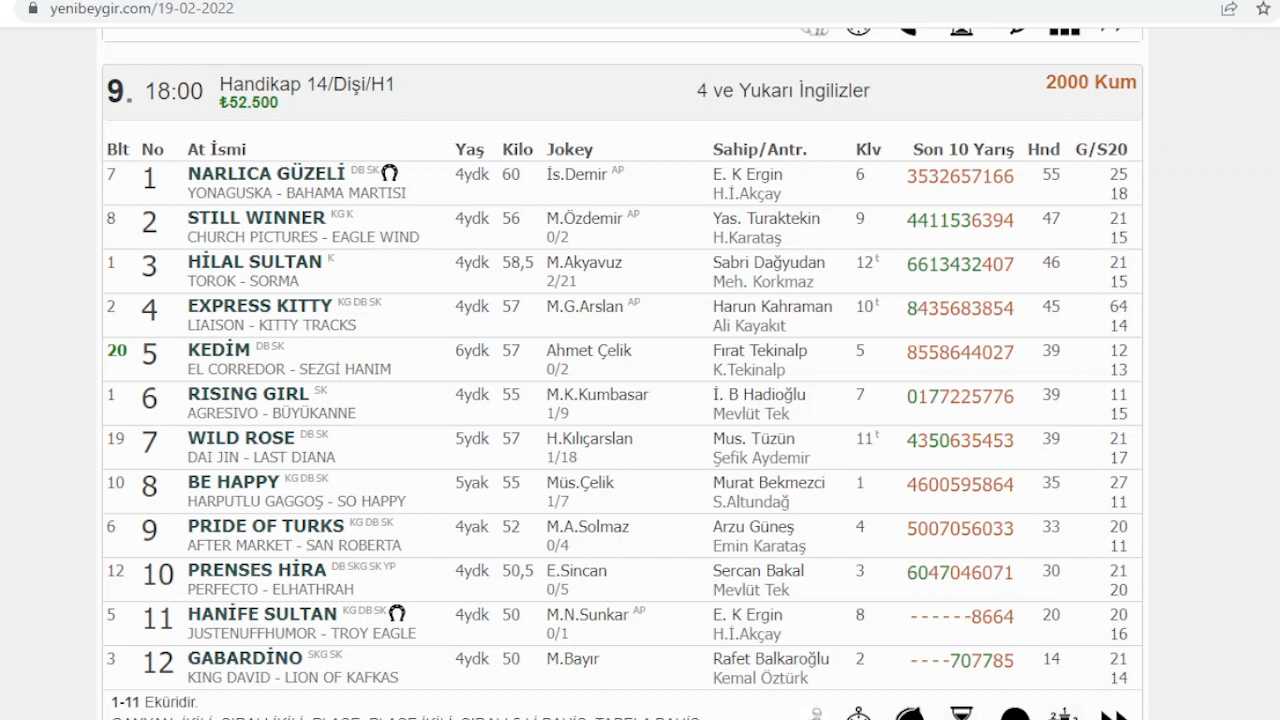 yenibeygir.com/19-02-2022
9. 18:00 Handikap 14/Dişi/H1 4 ve Yukarı İngilizler 2000 Kum
₺52.500
Blt No At İsmi Yaş Kilo Jokey Sahip/Antr. Klv Son 10 Yarış Hnd G/S20
7 1 NARLICA GÜZELİ DB SK 4ydk 60 İs.Demir AP E. K Ergin 6 3532657166 55 25
YONAGUSKA - BAHAMA MARTISI H.İ.Akçay 18
8 2 STILL WINNER KG K 4ydk 56 M.Özdemir AP Yas. Turaktekin 9 4411536394 47 21
CHURCH PICTURES - EAGLE WIND 0/2 H.Karataş 15
1 3 HİLAL SULTAN K 4ydk 58,5 M.Akyavuz Sabri Dağyudan 12 t 6613432407 46 21
TOROK - SORMA 2/21 Meh. Korkmaz 15
2 4 EXPRESS KITTY KG DB SK 4ydk 57 M.G.Arslan AP Harun Kahraman 10 t 8435683854 45 64
LIAISON - KITTY TRACKS Ali Kayakıt 14
20 5 KEDİM DB SK 6ydk 57 Ahmet Çelik Fırat Tekinalp 5 8558644027 39 12
EL CORREDOR - SEZGİ HANIM 0/2 K.Tekinalp 13
1 6 RISING GIRL SK 4ydk 55 M.K.Kumbasar İ. B Hadioğlu 7 0177225776 39 11
AGRESIVO - BÜYÜKANNE 1/9 Mevlüt Tek 15
19 7 WILD ROSE DB SK 5ydk 57 H.Kılıçarslan Mus. Tüzün 11 t 4350635453 39 21
DAI JIN - LAST DIANA 1/18 Şefik Aydemir 17
10 8 BE HAPPY KG DB SK 5yak 55 Müs.Çelik Murat Bekmezci 1 4600595864 35 27
HARPUTLU GAGGOŞ - SO HAPPY 1/7 S.Altundağ 11
6 9 PRIDE OF TURKS KG DB SK 4yak 52 M.A.Solmaz Arzu Güneş 4 5007056033 33 20
AFTER MARKET - SAN ROBERTA 0/4 Emin Karataş 11
12 10 PRENSES HİRA DB SKG SK YP 4ydk 50,5 E.Sincan Sercan Bakal 3 6047046071 30 21
PERFECTO - ELHATHRAH 0/5 Mevlüt Tek 20
5 11 HANİFE SULTAN KG DB SK 4ydk 50 M.N.Sunkar AP E. K Ergin 8 ------8664 20 20
JUSTENUFFHUMOR - TROY EAGLE 0/1 H.İ.Akçay 16
3 12 GABARDİNO SKG SK 4ydk 50 M.Bayır Rafet Balkaroğlu 2 ----707785 14 21
KING DAVID - LION OF KAFKAS Kemal Öztürk 14
1-11 Eküridir.